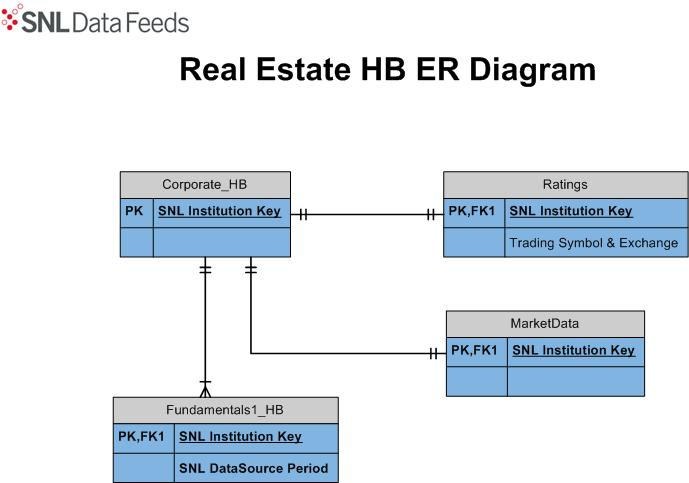 SNL Data Feeds
Real Estate HB ER Diagram
Corporate_HB
PK SNL Institution Key
Ratings
PK,FK1 SNL Institution Key
Trading Symbol & Exchange
MarketData
PK,FK1 SNL Institution Key
Fundamentals1_HB
PK,FK1 SNL Institution Key
SNL DataSource Period